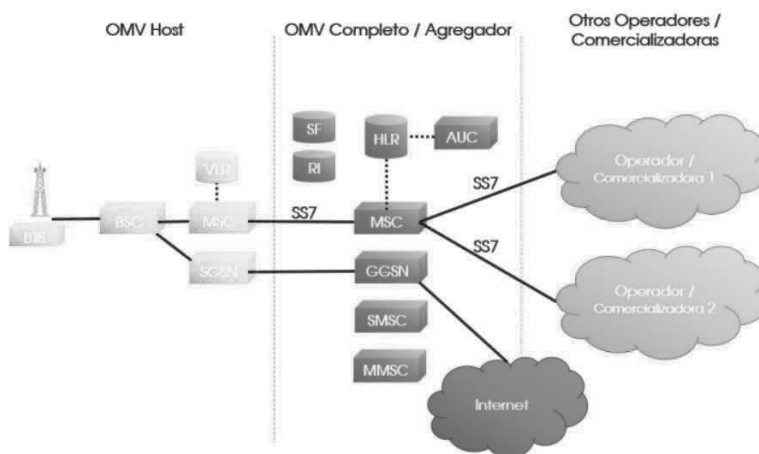 OMV Host
OMV Completo / Agregador
Otros Operadores /
Comercializadoras
SF
HLR
AUC
RI
VLR
BSC
MSC
SS7
MSC
SS7
SS7
SGSN
GGSN
SMSC
MMSC
Operador /
Comercializadora 1
Operador /
Comercializadora 2
Internet